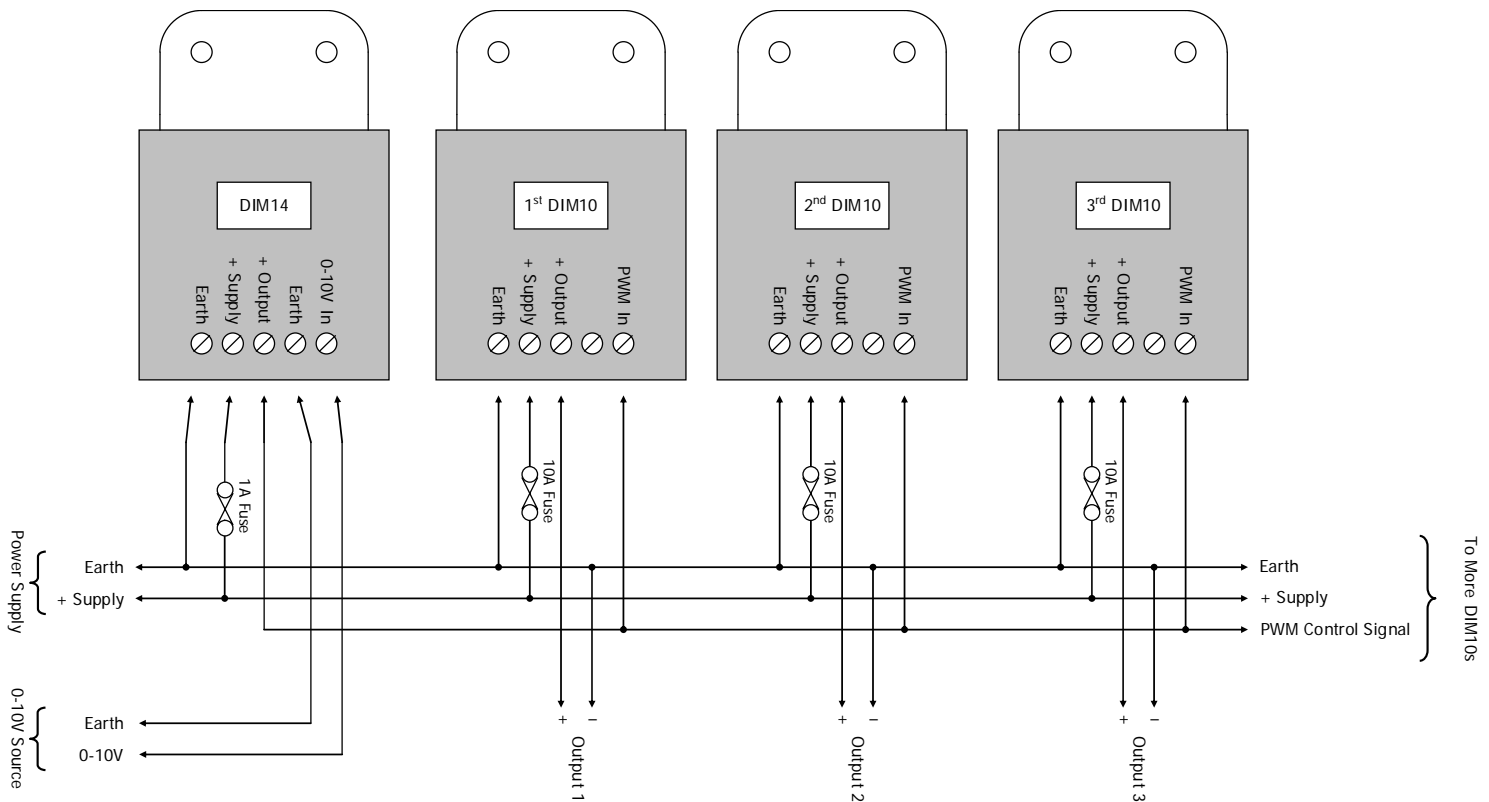 DIM14
1st DIM10
2nd DIM10
3rd DIM10
Earth
+ Supply
+ Output
Earth
0-10V In
Earth
+ Supply
+ Output
PWM In
Earth
+ Supply
+ Output
PWM In
Earth
+ Supply
+ Output
PWM In
1A Fuse
10A Fuse
10A Fuse
10A Fuse
Power Supply
Earth
+ Supply
Earth
+ Supply
PWM Control Signal
To More DIM10s
0-10V Source
Earth
0-10V
+ –
Output 1
+ –
Output 2
+ –
Output 3